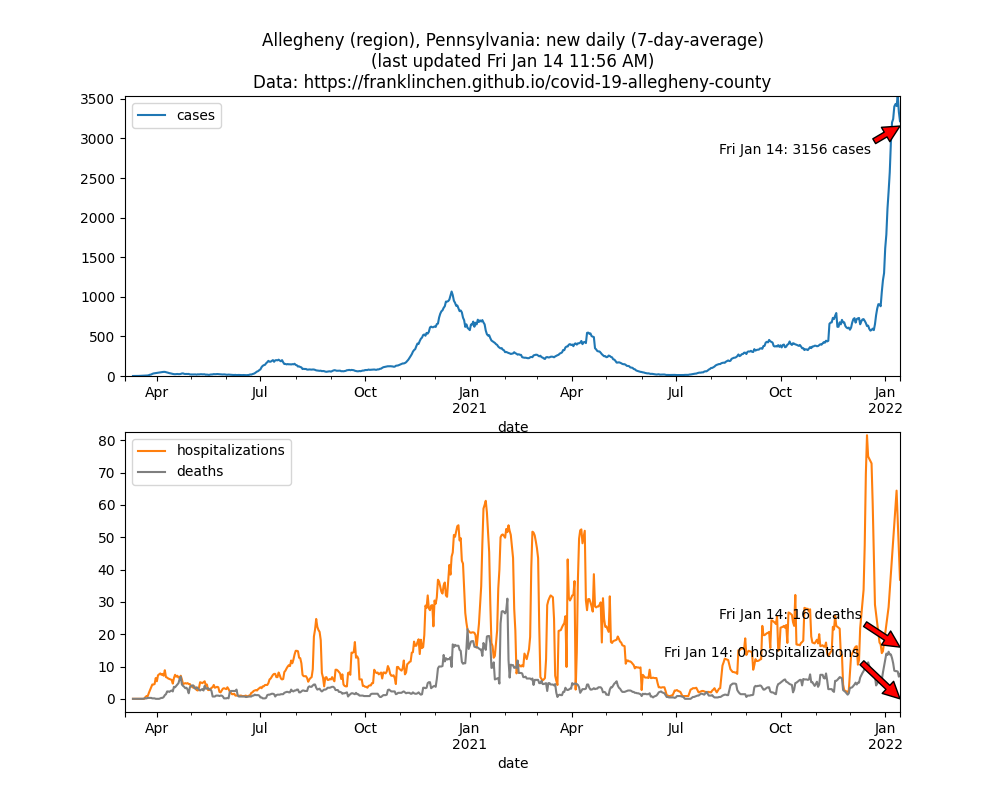 Allegheny (region), Pennsylvania: new daily (7-day-average)
(last updated Fri Jan 14 11:56 AM)
Data: https://franklinchen.github.io/covid-19-allegheny-county
3500
cases
3000
Fri Jan 14: 3156 cases
2500
2000
1500
1000
500
0
Apr Jul Oct Jan Apr Jul Oct Jan
2021 2022
date
80
hospitalizations
deaths
70
60
50
40
30
Fri Jan 14: 16 deaths
20
Fri Jan 14: 0 hospitalizations
10
0
Apr Jul Oct Jan Apr Jul Oct Jan
2021 2022
date